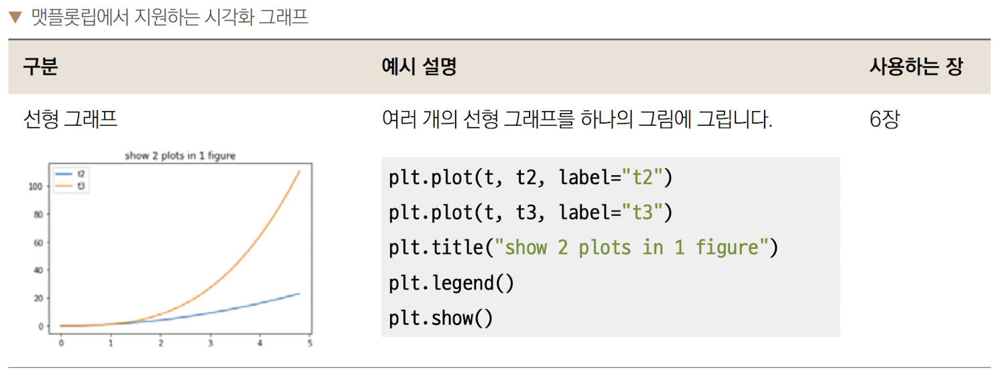 ▼ 맷플롯립에서 지원하는 시각화 그래프
구분 예시 설명 사용하는 장
선형 그래프 여러 개의 선형 그래프를 하나의 그림에 그립니다. 6장
show 2 plots in 1 figure
t2
t3
100
80
60
40
20
0
0 1 2 3 4 5
plt.plot(t, t2, label="t2")
plt.plot(t, t3, label="t3")
plt.title("show 2 plots in 1 figure")
plt.legend()
plt.show()